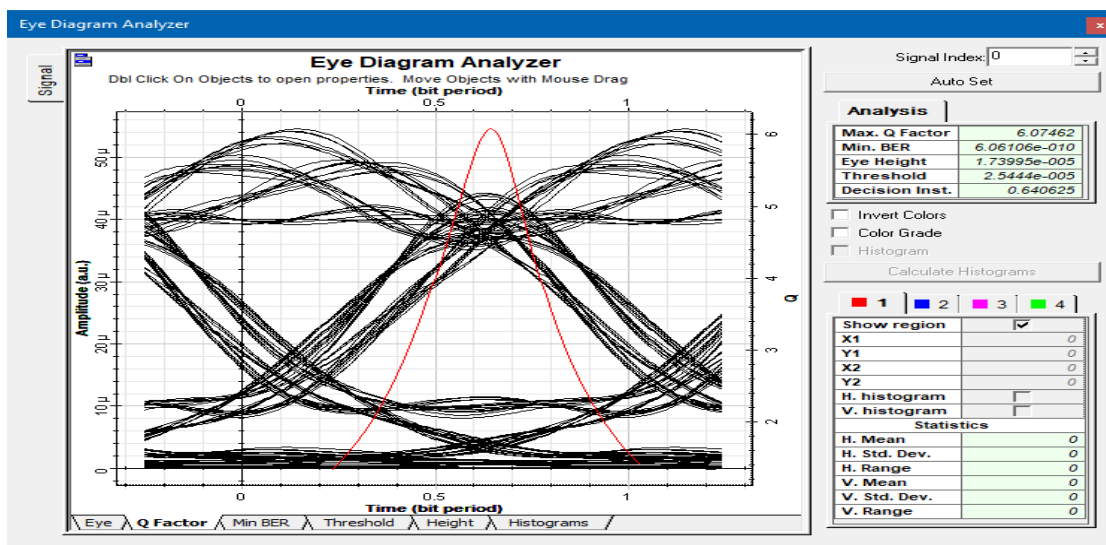 Eye Diagram Analyzer
x
Signal
Eye Diagram Analyzer
Dbl Click On Objects to open properties. Move Objects with Mouse Drag
Time (bit period)
0 0.5 1
Amplitude (a.u.)
50 µ
40 µ
30 µ
20 µ
10 µ
0
Q
6
5
4
3
2
0 0.5 1
Time (bit period)
Eye Q Factor Min BER Threshold Height Histograms
Signal Index: 0
Auto Set
Analysis
Max. Q Factor 6.07462
Min. BER 6.06106e-010
Eye Height 1.73995e-005
Threshold 2.5444e-005
Decision Inst. 0.640625
Invert Colors
Color Grade
Histogram
Calculate Histograms
1 2 3 4
Show region
X1 0
Y1 0
X2 0
Y2 0
H. histogram
V. histogram
Statistics
H. Mean 0
H. Std. Dev. 0
H. Range 0
V. Mean 0
V. Std. Dev. 0
V. Range 0